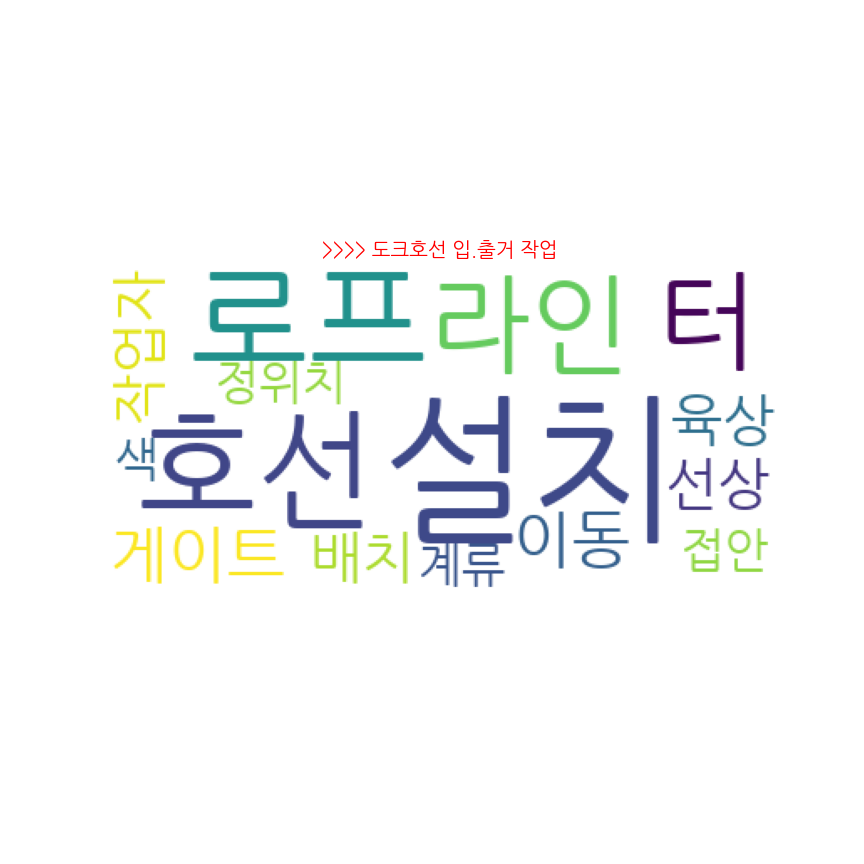 >>>> 도크호선 입.출거 작업
작업자
로프
라인
터
정위치
호선
설치
육상
색
선상
게이트
배치
계류
이동
접안